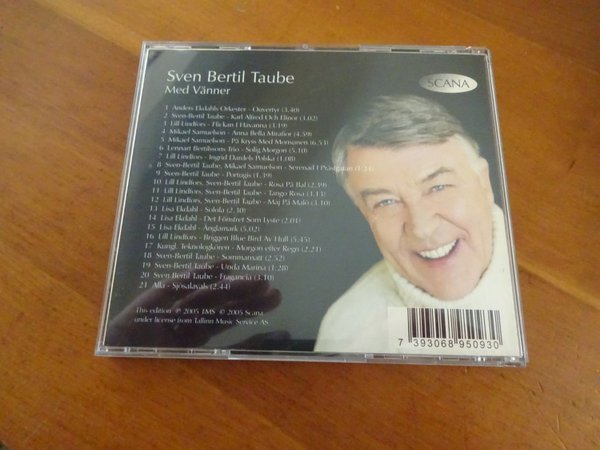 Sven Bertil Taube
Med Vänner
SCANA
1 Anders Ekdahls Orkester - Ouvertyr (3.40)
2 Sven-Bertil Taube - Karl Alfred Och Elinor (3.02)
3 Lill Lindfors - Flickan I Havanna (3.19)
4 Mikael Samuelson - Anna Bella Mirafior (4.59)
5 Mikael Samuelson - På Kryss Med Monsunen (6.53)
6 Lennart Bertilssons Trio - Solig Morgon (5.10)
7 Lill Lindfors - Ingrid Dardels Polska (1.08)
8 Sven-Bertil Taube, Mikael Samuelson - Serenad I Prästgatan (1.34)
9 Sven-Bertil Taube - Portugis (1.39)
10 Lill Lindfors, Sven-Bertil Taube - Rosa På Bal (2.39)
11 Lill Lindfors, Sven-Bertil Taube - Tango Rosa (3.13)
12 Lill Lindfors, Sven-Bertil Taube - Maj På Malö (3.10)
13 Lisa Ekdahl - Solola (2.10)
14 Lisa Ekdahl - Det Fönstret Som Lyste (2.01)
15 Lisa Ekdahl - Änglamark (5.02)
16 Lill Lindfors - Briggen Blue Bird Av Hull (5.45)
17 Kungl. Teknologkören - Morgon efter Regn (2.21)
18 Sven-Bertil Taube - Sommarnatt (2.52)
19 Sven-Bertil Taube - Unda Marina (1.28)
20 Sven-Bertil Taube - Fragancia (3.10)
21 Alla - Sjösalavals (2.44)
This edition ℗ 2005 TMS © 2005 Scana
under license from Tallinn Music Service AS
7 393068 950930